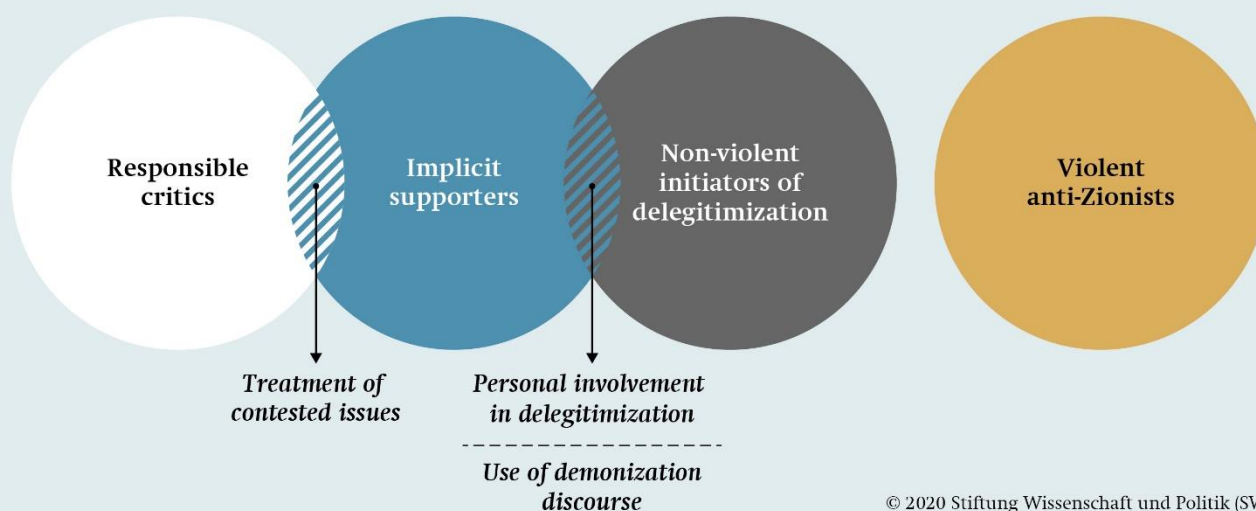 Responsible
critics
Implicit
supporters
Non-violent
initiators of
delegitimization
Violent
anti-Zionists
Treatment of
contested issues
Personal involvement
in delegitimization
Use of demonization
discourse
© 2020 Stiftung Wissenschaft und Politik